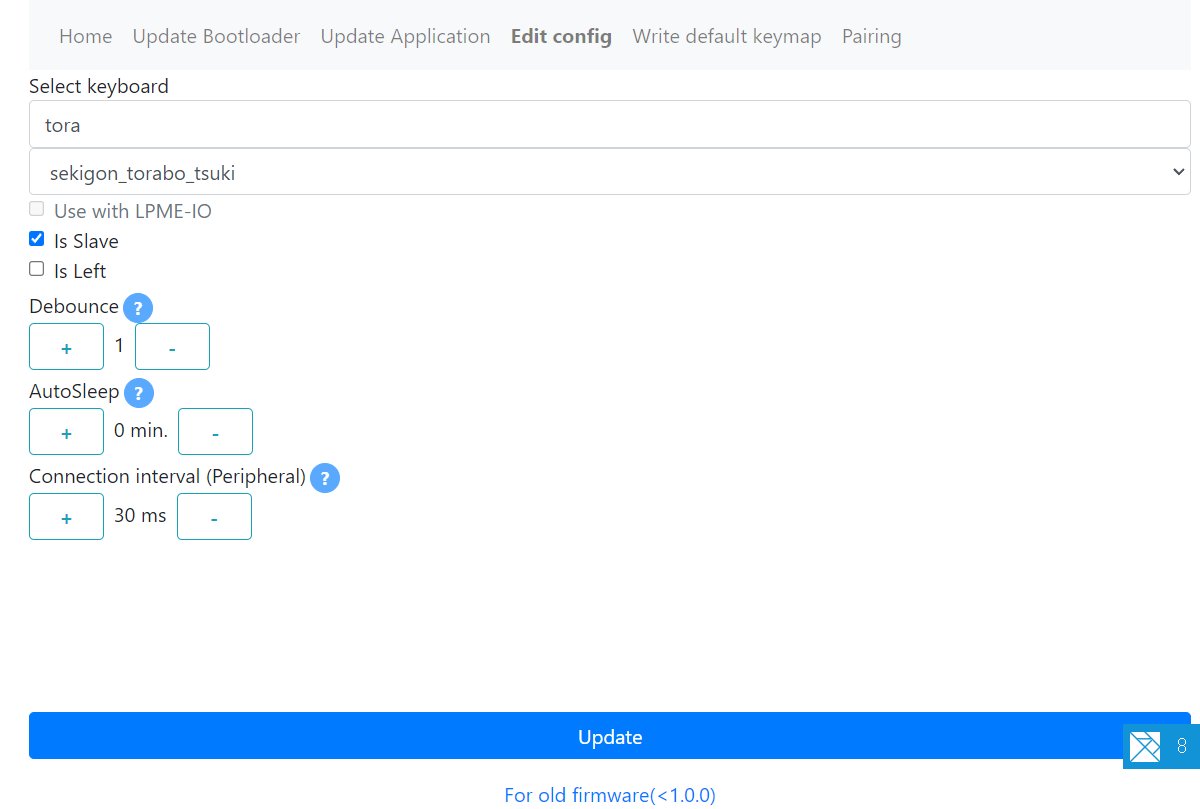 Home Update Bootloader Update Application Edit config Write default keymap Pairing
Select keyboard
tora
sekigon_torabo_tsuki
Use with LPME-IO
Is Slave
Is Left
Debounce ?
+ 1 -
AutoSleep ?
+ 0 min. -
Connection interval (Peripheral) ?
+ 30 ms -
Update
8
For old firmware(<1.0.0)